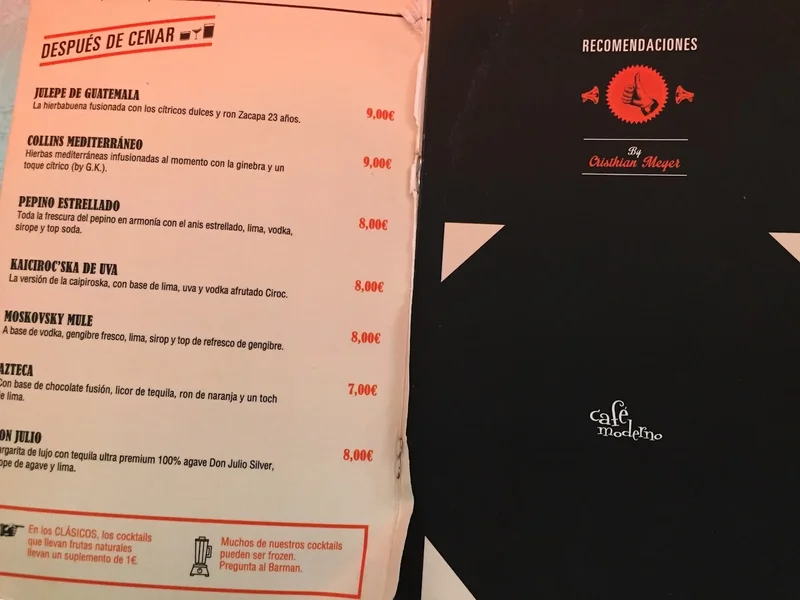 DESPUÉS DE CENAR
JULEPE DE GUATEMALA
La hierbabuena fusionada con los cítricos dulces y ron Zacapa 23 años.
9,00€
COLLINS MEDITERRÁNEO
Hierbas mediterráneas infusionadas al momento con la ginebra y un
toque cítrico (by G.K.).
9,00€
PEPINO ESTRELLADO
Toda la frescura del pepino en armonía con el anis estrellado, lima, vodka,
sirope y top soda.
8,00€
KAICIROC'SKA DE UVA
La versión de la caipiroska, con base de lima, uva y vodka afrutado Ciroc.
8,00€
MOSKOVSKY MULE
A base de vodka, gengibre fresco, lima, sirop y top de refresco de gengibre.
8,00€
AZTECA
Con base de chocolate fusión, licor de tequila, ron de naranja y un toch
e lima.
7,00€
ON JULIO
argarita de lujo con tequila ultra premium 100% agave Don Julio Silver,
ope de agave y lima.
8,00€
En los CLÁSICOS, los cocktails
que llevan frutas naturales
llevan un suplemento de 1€.
Muchos de nuestros cocktails
pueden ser frozen.
Pregunta al Barman.
RECOMENDACIONES
By
Cristhian Meyer
café
moderno